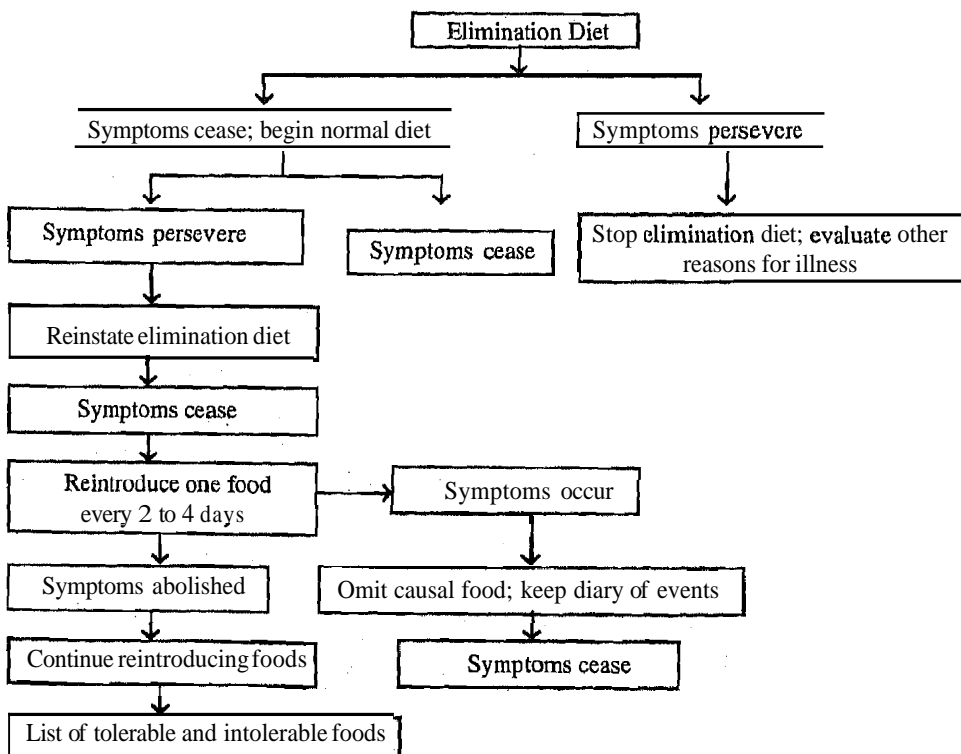 Elimination Diet
Symptoms cease; begin normal diet
Symptoms persevere
Symptoms persevere
Symptoms cease
Stop elimination diet; evaluate other
reasons for illness
Reinstate elimination diet
Symptoms cease
Reintroduce one food
every 2 to 4 days
Symptoms occur
Symptoms abolished
Omit causal food; keep diary of events
Continue reintroducing foods
Symptoms cease
List of tolerable and intolerable foods